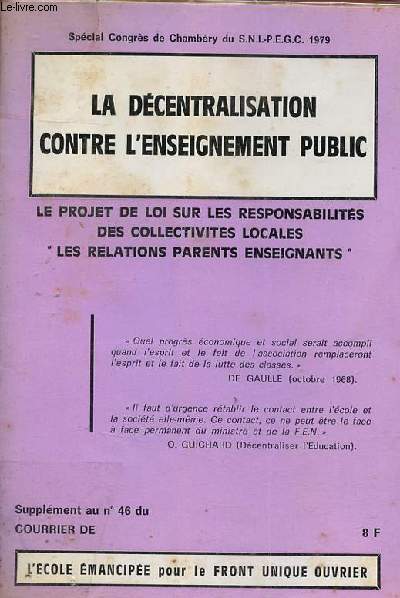 Le-livre.com
Spécial Congrès de Chambéry du S.N.I.-P.E.G.C. 1979
LA DÉCENTRALISATION
CONTRE L'ENSEIGNEMENT PUBLIC
LE PROJET DE LOI SUR LES RESPONSABILITÉS
DES COLLECTIVITÉS LOCALES
" LES RELATIONS PARENTS ENSEIGNANTS "
« Quel progrès économique et social serait accompli
quand l'esprit et le fait de l'association remplaceront
l'esprit et le fait de la lutte des classes. »
DE GAULLE (octobre 1968).
« Il faut d'urgence rétablir le contact entre l'école et
la société elle-même. Ce contact, ce ne peut être le face
à face permanent du ministre et de la F.E.N. »
O. GUICHARD (Décentraliser l'Education).
Supplément au n° 46 du
COURRIER DE
8 F
L'ECOLE ÉMANCIPÉE pour le FRONT UNIQUE OUVRIER